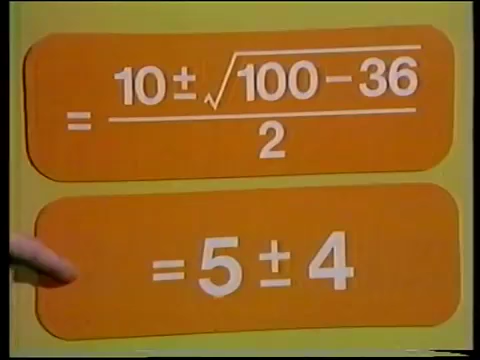 = 10 ± √100 − 36
2
= 5 ± 4